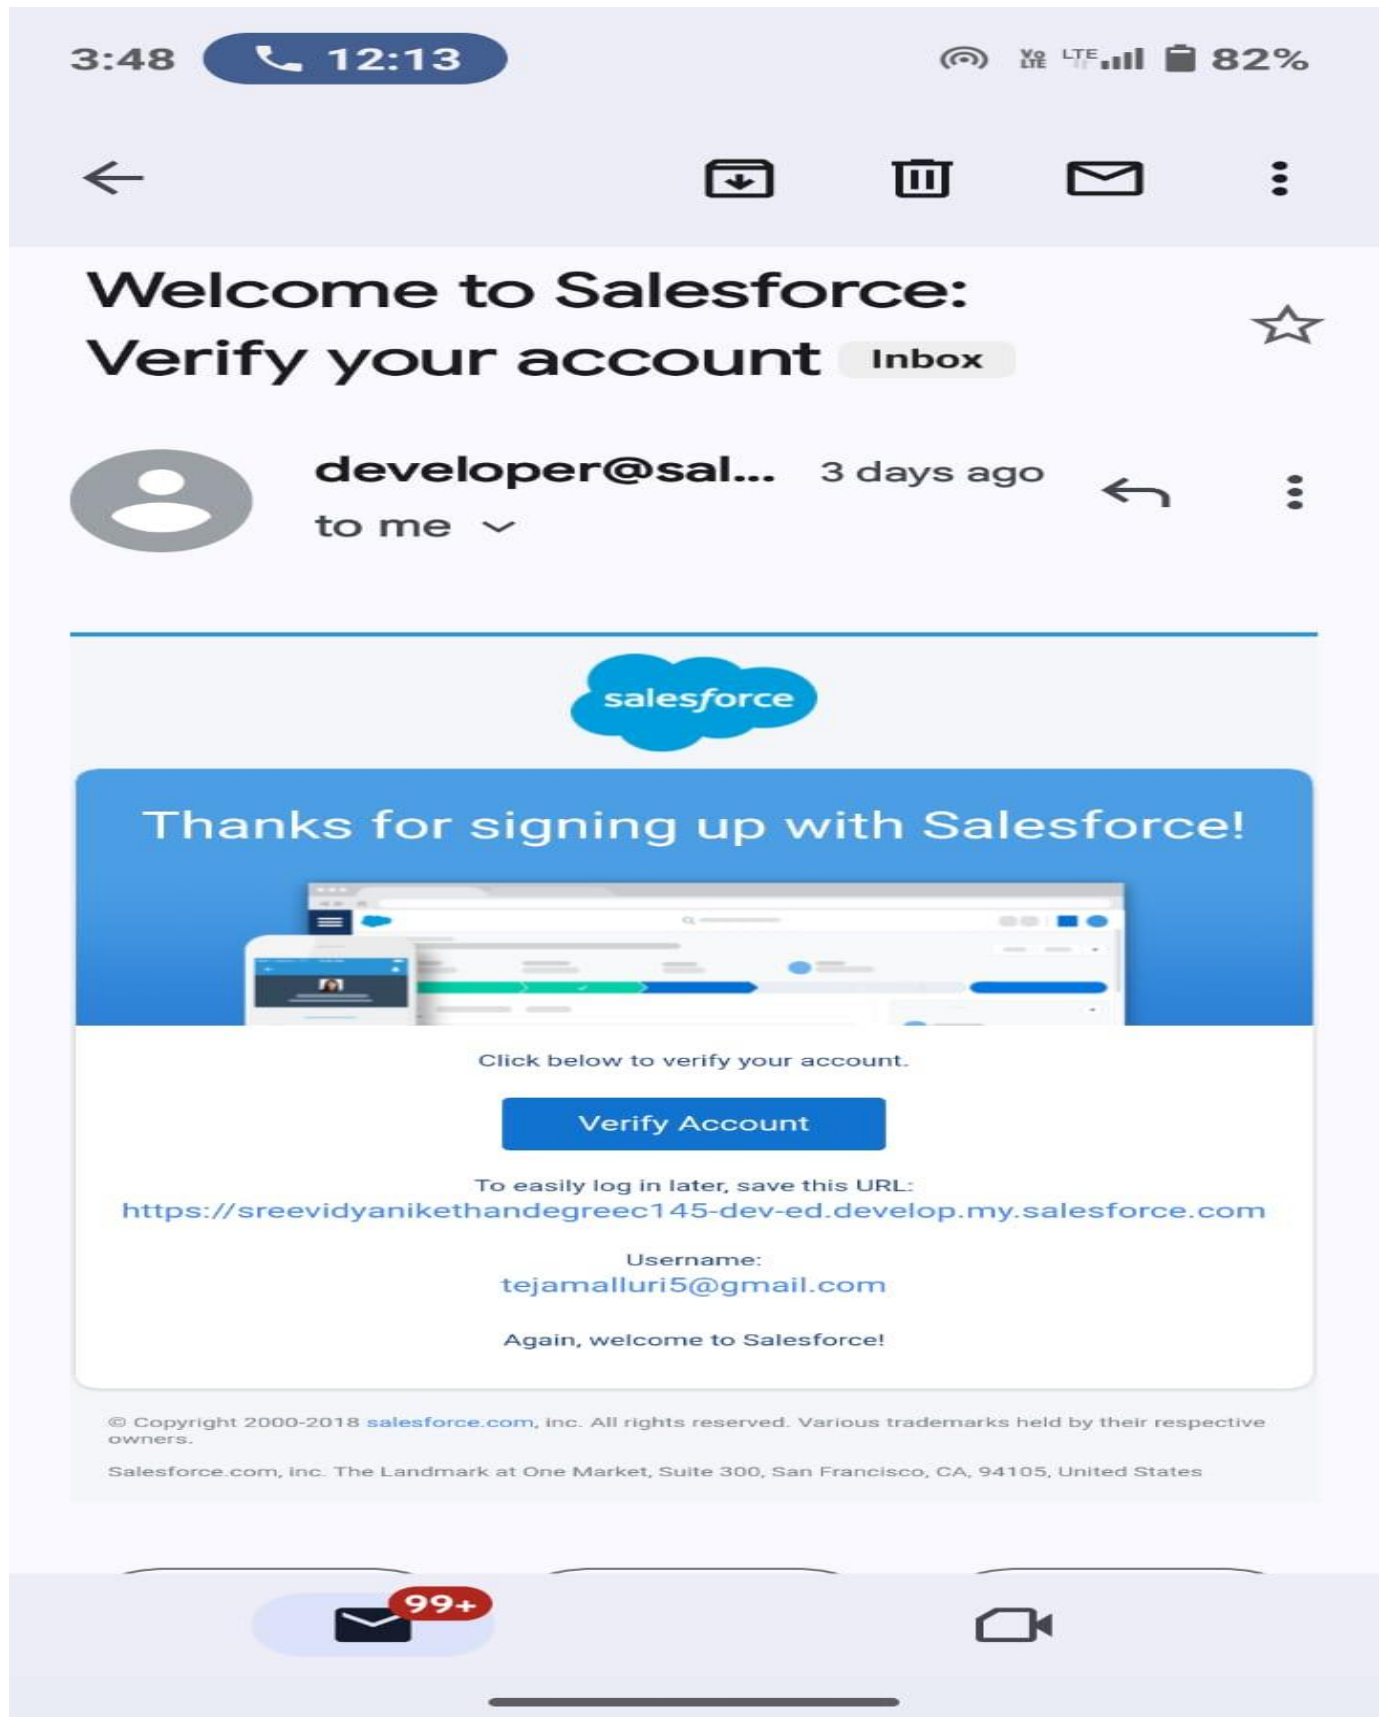 3:48 12:13 Vo LTE LTE 82%
Welcome to Salesforce:
Verify your account Inbox
developer@sal... 3 days ago
to me
salesforce
Thanks for signing up with Salesforce!
Click below to verify your account.
Verify Account
To easily log in later, save this URL:
https://sreevidyanikethandegreec145-dev-ed.develop.my.salesforce.com
Username:
tejamalluri5@gmail.com
Again, welcome to Salesforce!
© Copyright 2000-2018 salesforce.com, inc. All rights reserved. Various trademarks held by their respective
owners.
Salesforce.com, inc. The Landmark at One Market, Suite 300, San Francisco, CA, 94105, United States
99+